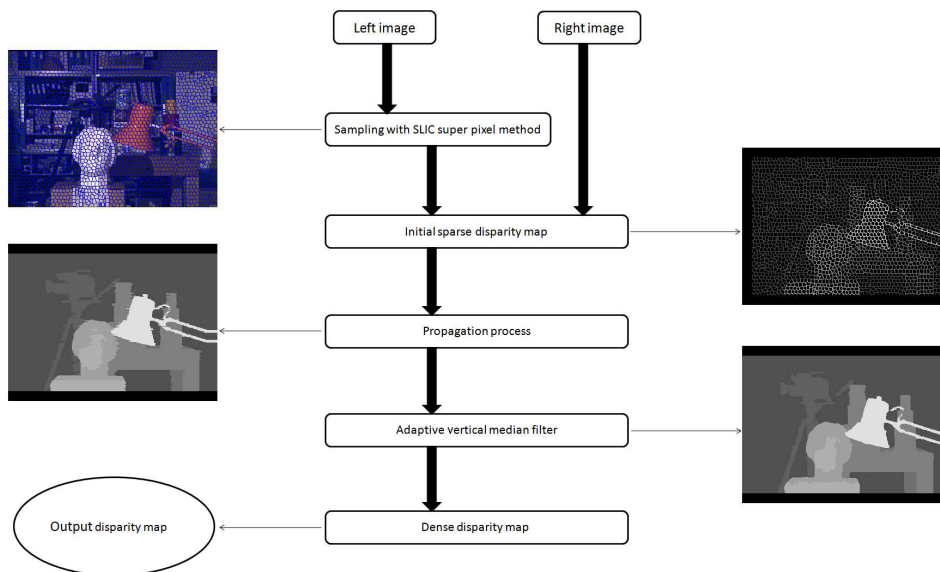 Left image
Right image
Sampling with SLIC super pixel method
Initial sparse disparity map
Propagation process
Adaptive vertical median filter
Output disparity map
Dense disparity map